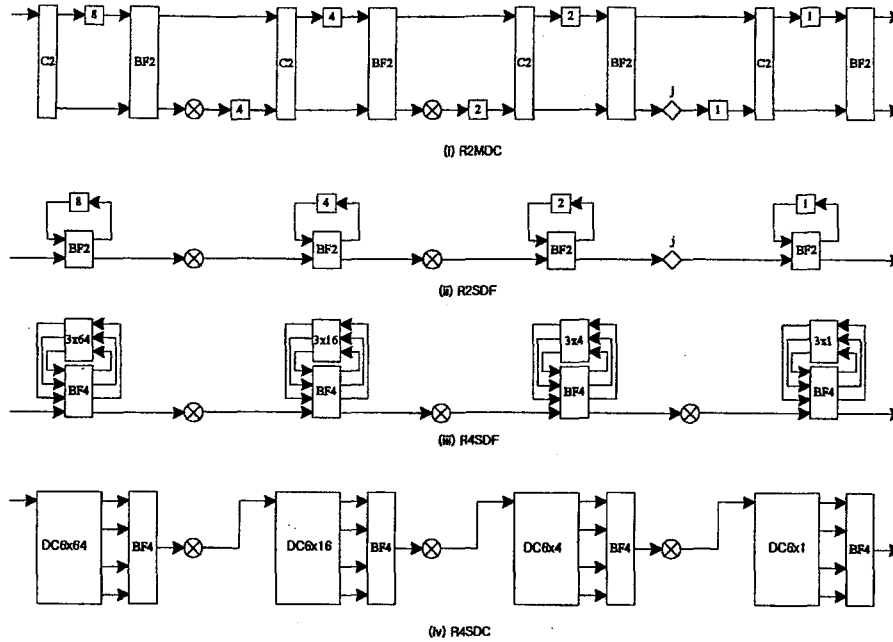 8 4 2 1
C2 BF2 C2 BF2 C2 BF2 C2 BF2
j
4 2 1
(i) R2MDC
8 4 2 1
BF2 BF2 BF2 j BF2
(ii) R2SDF
3x64 3x16 3x4 3x1
BF4 BF4 BF4 BF4
(iii) R4SDF
DC6x64 BF4 DC6x16 BF4 DC6x4 BF4 DC6x1 BF4
(iv) R4SDC